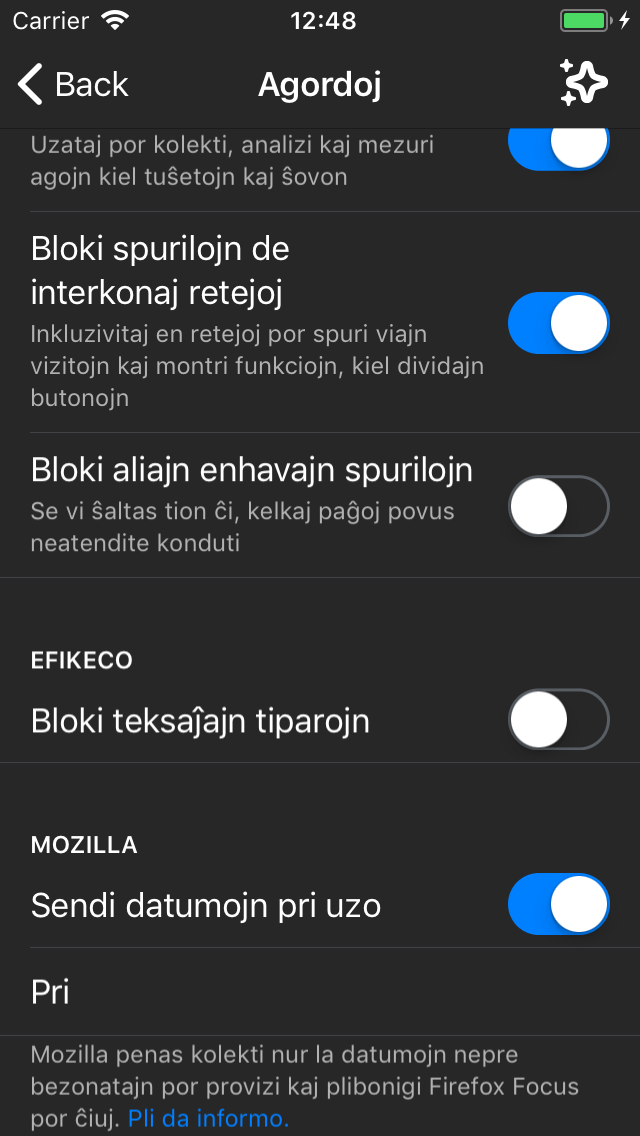 Carrier 12:48
Back Agordoj
Uzataj por kolekti, analizi kaj mezuri
agojn kiel tuŝetojn kaj ŝovon
Bloki spurilojn de
interkonaj retejoj
Inkluzivitaj en retejoj por spuri viajn
vizitojn kaj montri funkciojn, kiel dividajn
butonojn
Bloki aliajn enhavajn spurilojn
Se vi ŝaltas tion ĉi, kelkaj paĝoj povus
neatendite konduti
EFIKECO
Bloki teksaĵajn tiparojn
MOZILLA
Sendi datumojn pri uzo
Pri
Mozilla penas kolekti nur la datumojn nepre
bezonatajn por provizi kaj plibonigi Firefox Focus
por ĉiuj. Pli da informo.